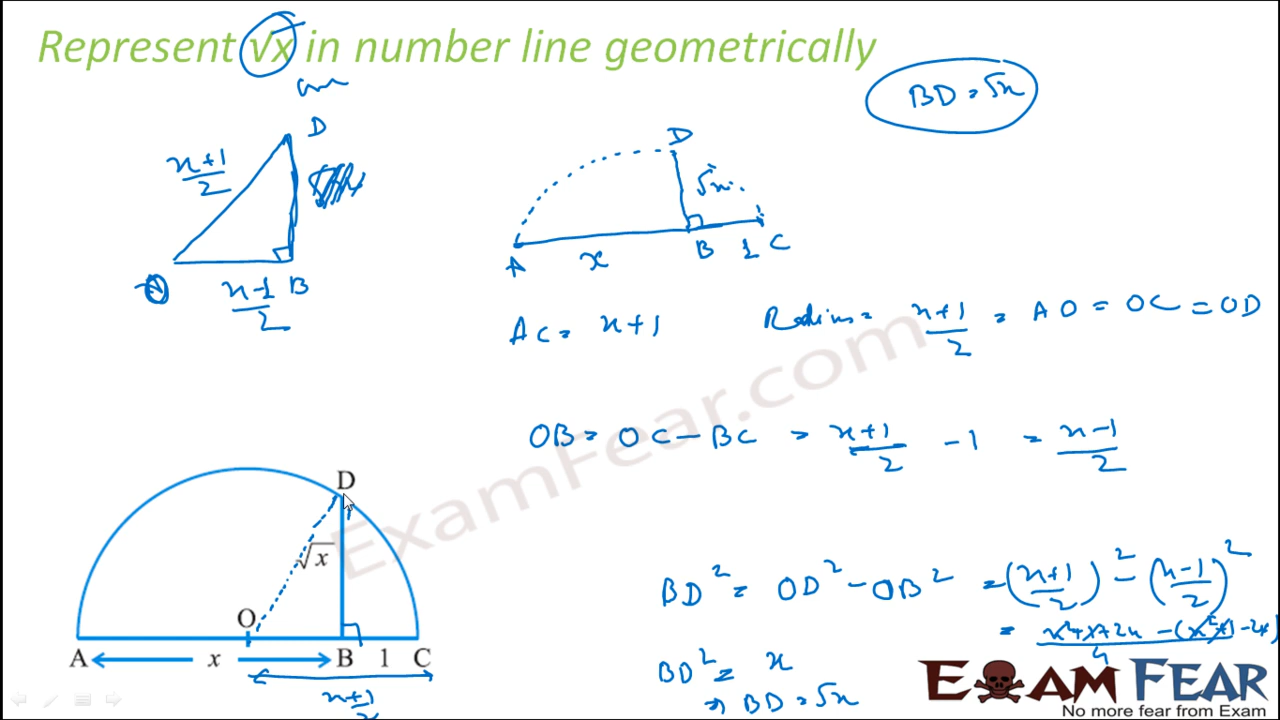 Represent √x in number line geometrically
BD = √x
D
x+1/2
x-1/2 B
D
√x
A x B 1 C
AC = x+1 Radius = x+1/2 = AO = OC = OD
OB = OC - BC = x+1/2 - 1 = x-1/2
D
√x
O
A x B 1 C
x+1/2
BD² = OD² - OB² = (x+1/2)² - (x-1/2)²
BD² = x
⇒ BD = √x
ExamFear.com
EXAM FEAR
No more fear from Exam